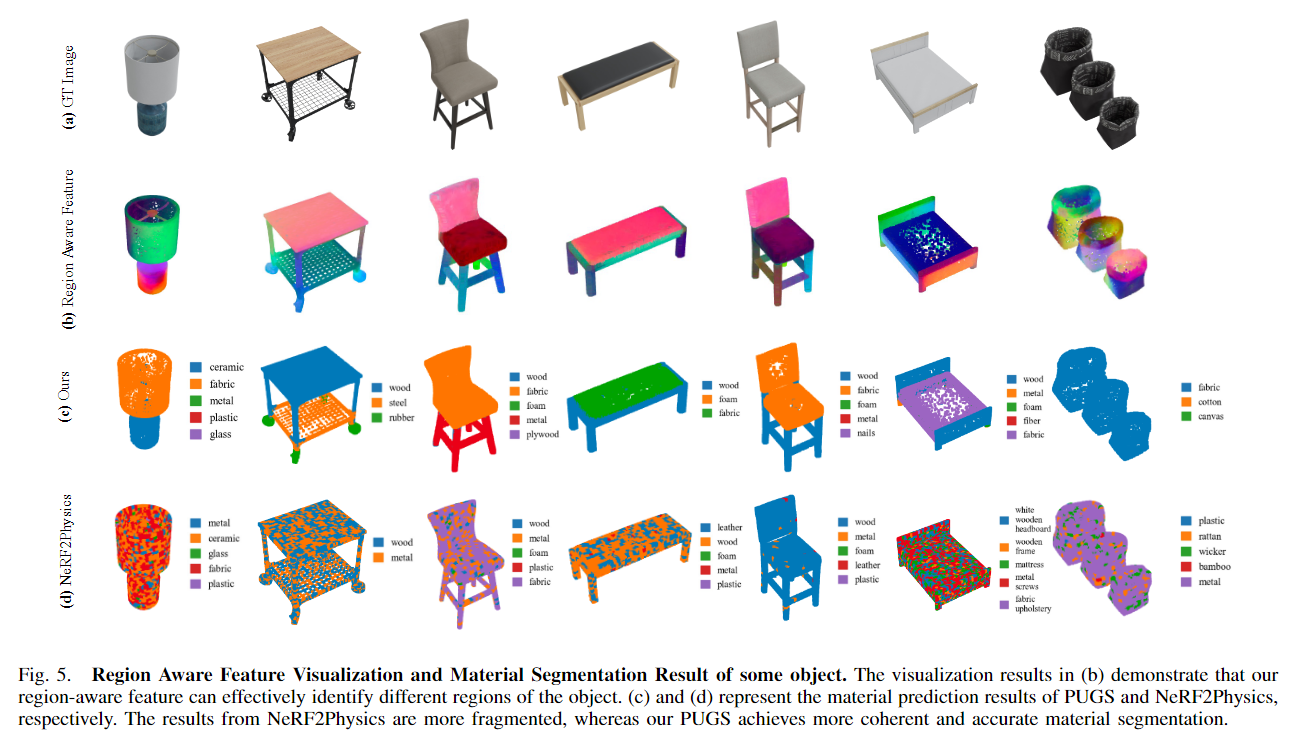 (a) GT Image
(b) Region Aware Feature
(c) Ours
ceramic
fabric
metal
plastic
glass
wood
steel
rubber
wood
fabric
foam
metal
plywood
wood
foam
fabric
wood
fabric
foam
metal
nails
wood
metal
foam
fiber
fabric
fabric
cotton
canvas
(d) NeRF2Physics
metal
ceramic
glass
fabric
plastic
wood
metal
wood
metal
foam
plastic
fabric
leather
wood
foam
metal
plastic
wood
metal
foam
leather
plastic
white
wooden
headboard
wooden
frame
mattress
metal
screws
fabric
upholstery
plastic
rattan
wicker
bamboo
metal
Fig. 5. Region Aware Feature Visualization and Material Segmentation Result of some object. The visualization results in (b) demonstrate that our
region-aware feature can effectively identify different regions of the object. (c) and (d) represent the material prediction results of PUGS and NeRF2Physics,
respectively. The results from NeRF2Physics are more fragmented, whereas our PUGS achieves more coherent and accurate material segmentation.